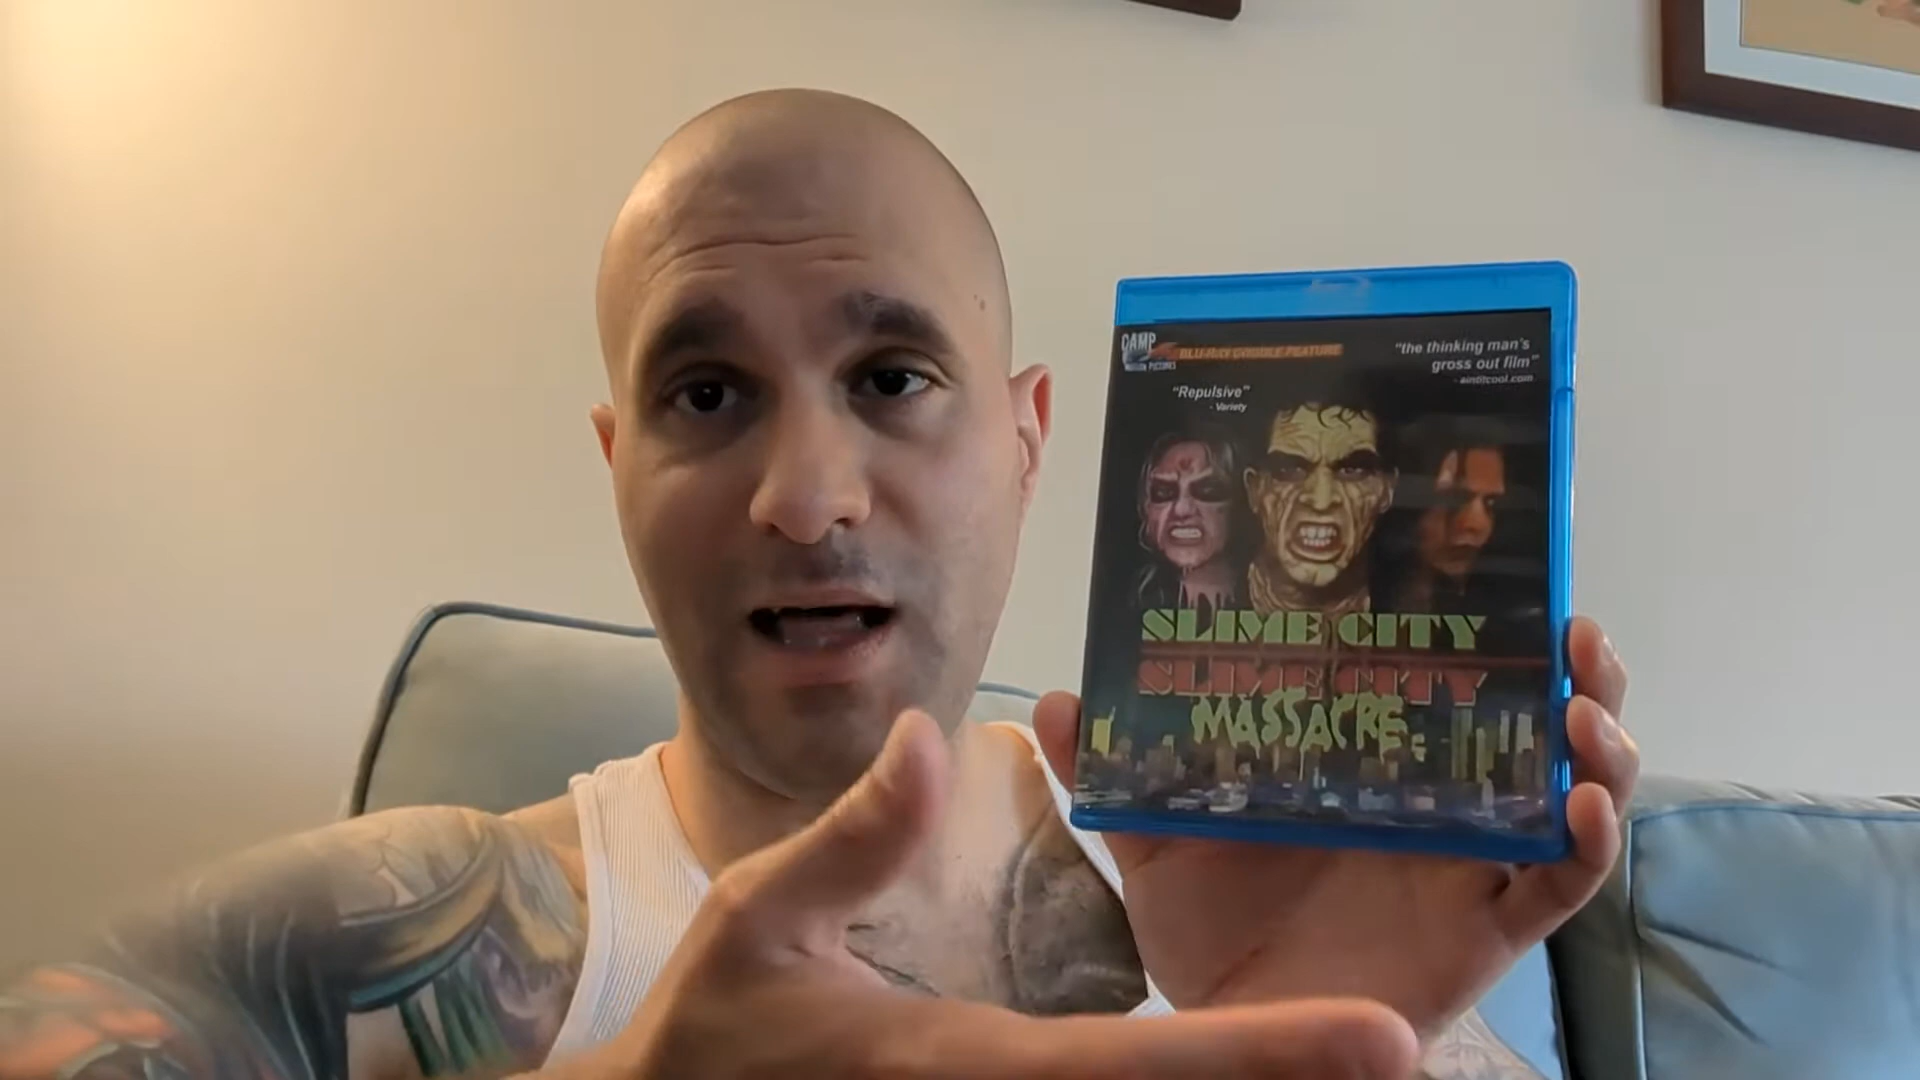 CAMP
MOTION PICTURES
BLU-RAY DOUBLE FEATURE
"the thinking man's
gross out film"
- aintitcool.com
"Repulsive"
- Variety
SLIME CITY
SLIME CITY
MASSACRE